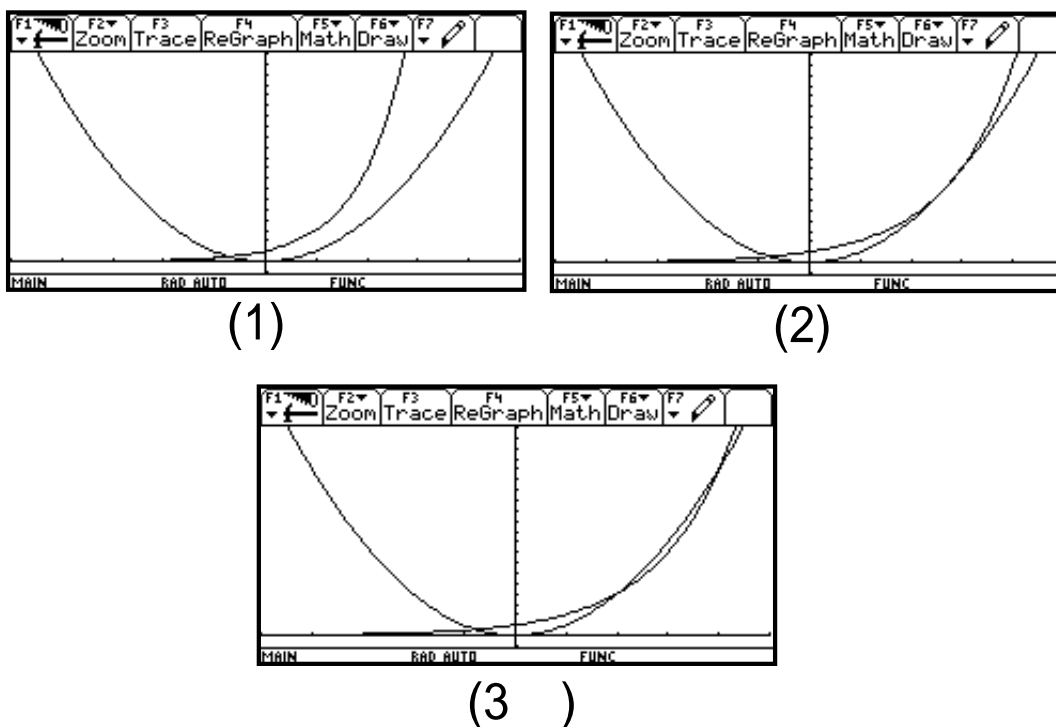 F1 F2 F3 F4 F5 F6 F7
Zoom Trace ReGraph Math Draw
MAIN RAD AUTO FUNC
(1)
F1 F2 F3 F4 F5 F6 F7
Zoom Trace ReGraph Math Draw
MAIN RAD AUTO FUNC
(2)
F1 F2 F3 F4 F5 F6 F7
Zoom Trace ReGraph Math Draw
MAIN RAD AUTO FUNC
(3 )